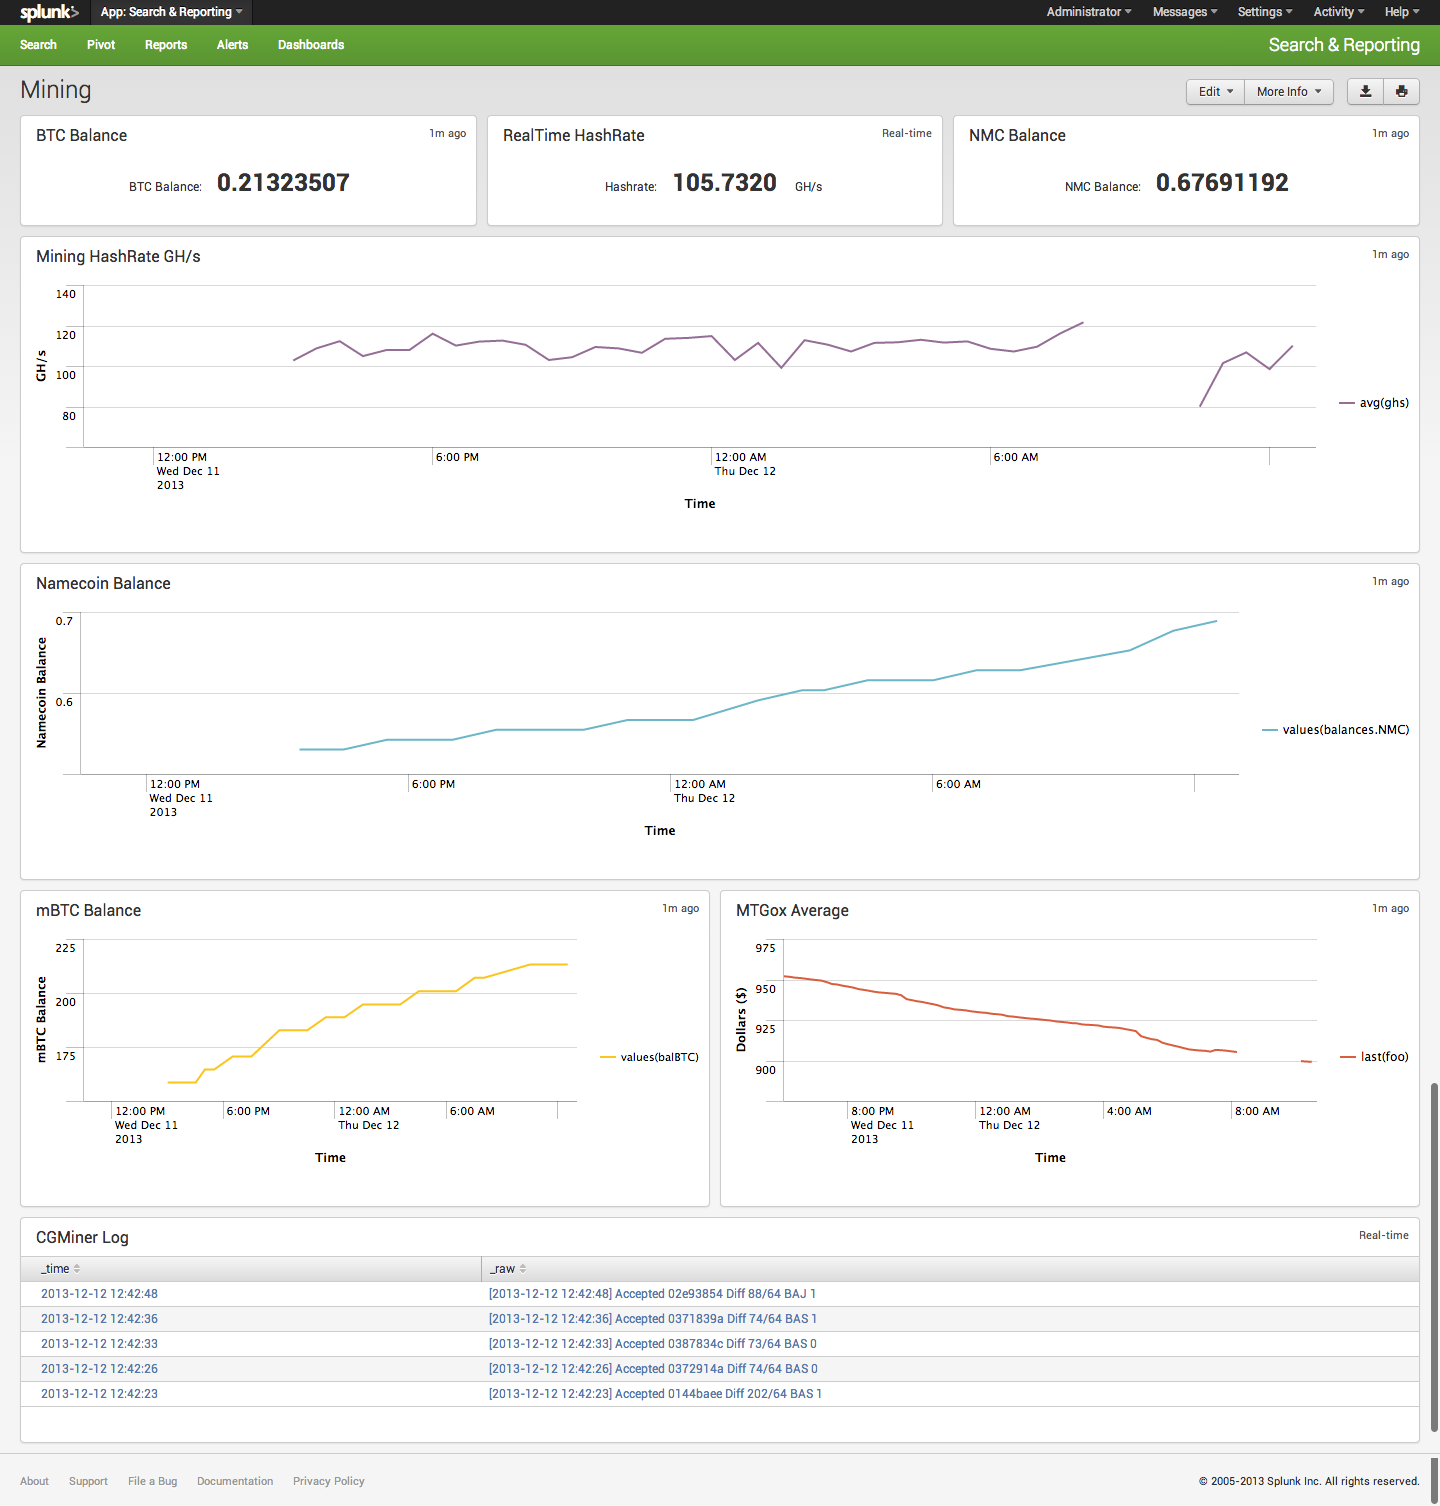 splunk> App: Search & Reporting Administrator Messages Settings Activity Help
Search Pivot Reports Alerts Dashboards Search & Reporting
Mining Edit More Info
BTC Balance 1m ago
BTC Balance: 0.21323507
RealTime HashRate Real-time
Hashrate: 105.7320 GH/s
NMC Balance 1m ago
NMC Balance: 0.67691192
Mining HashRate GH/s 1m ago
140
120
100
80
GH/s
avg(ghs)
12:00 PM 6:00 PM 12:00 AM 6:00 AM
Wed Dec 11 Thu Dec 12
2013
Time
Namecoin Balance 1m ago
0.7
0.6
Namecoin Balance
values(balances.NMC)
12:00 PM 6:00 PM 12:00 AM 6:00 AM
Wed Dec 11 Thu Dec 12
2013
Time
mBTC Balance 1m ago
225
200
175
mBTC Balance
values(balBTC)
12:00 PM 6:00 PM 12:00 AM 6:00 AM
Wed Dec 11 Thu Dec 12
2013
Time
MTGox Average 1m ago
975
950
925
900
Dollars ($)
last(foo)
8:00 PM 12:00 AM 4:00 AM 8:00 AM
Wed Dec 11 Thu Dec 12
2013
Time
CGMiner Log Real-time
_time _raw
2013-12-12 12:42:48 [2013-12-12 12:42:48] Accepted 02e93854 Diff 88/64 BAJ 1
2013-12-12 12:42:36 [2013-12-12 12:42:36] Accepted 0371839a Diff 74/64 BAS 1
2013-12-12 12:42:33 [2013-12-12 12:42:33] Accepted 0387834c Diff 73/64 BAS 0
2013-12-12 12:42:26 [2013-12-12 12:42:26] Accepted 0372914a Diff 74/64 BAS 0
2013-12-12 12:42:23 [2013-12-12 12:42:23] Accepted 0144baee Diff 202/64 BAS 1
About Support File a Bug Documentation Privacy Policy © 2005-2013 Splunk Inc. All rights reserved.